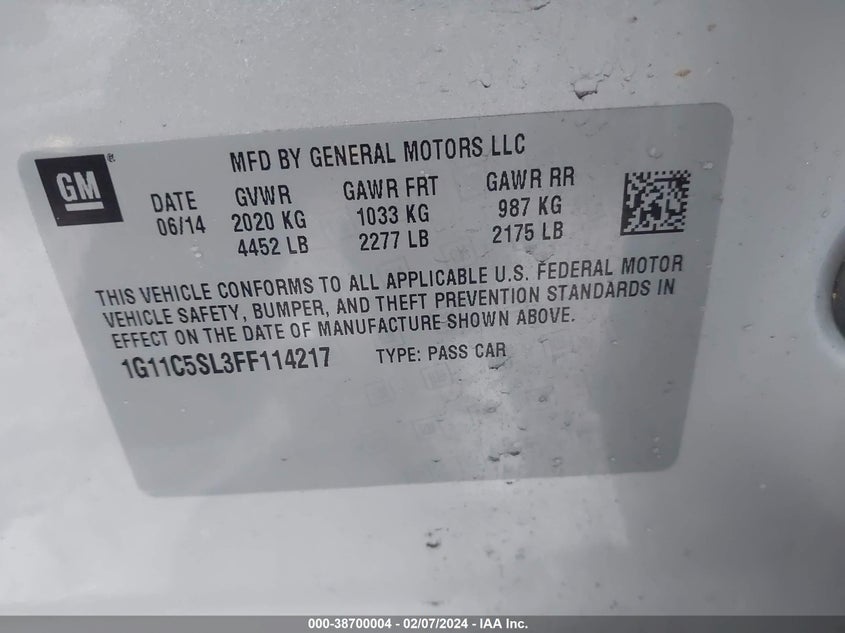 GM ®
MFD BY GENERAL MOTORS LLC
DATE GVWR GAWR FRT GAWR RR
06/14 2020 KG 1033 KG 987 KG
4452 LB 2277 LB 2175 LB
THIS VEHICLE CONFORMS TO ALL APPLICABLE U.S. FEDERAL MOTOR
VEHICLE SAFETY, BUMPER, AND THEFT PREVENTION STANDARDS IN
EFFECT ON THE DATE OF MANUFACTURE SHOWN ABOVE.
1G11C5SL3FF114217 TYPE: PASS CAR
000-38700004 - 02/07/2024 - IAA Inc.